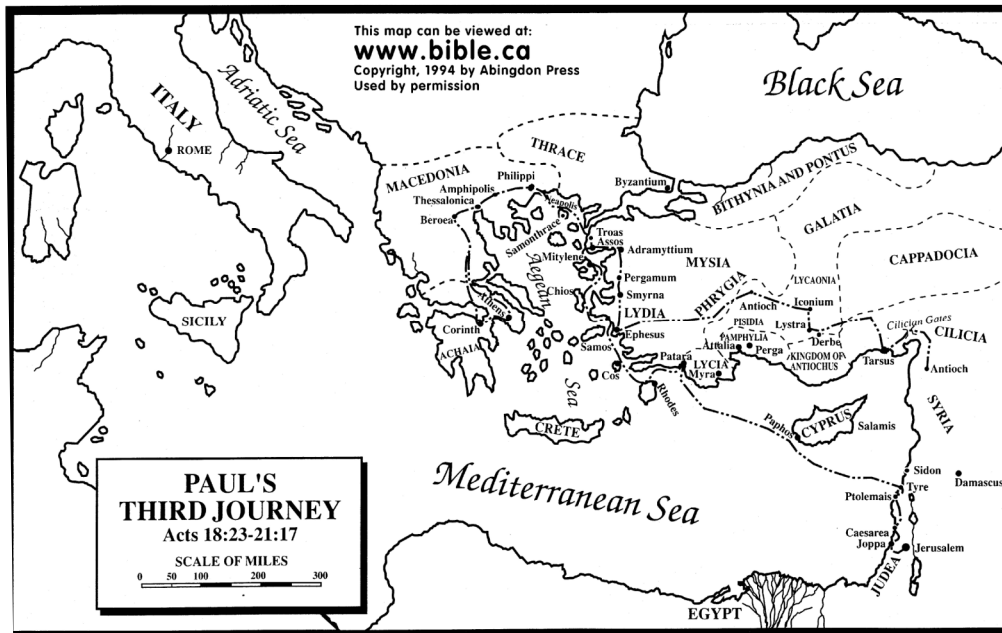 This map can be viewed at:
www.bible.ca
Copyright, 1994 by Abingdon Press
Used by permission
Black Sea
Adriatic Sea
ITALY
ROME
THRACE
MACEDONIA
Philippi
Byzantium
BITHYNIA AND PONTUS
Amphipolis
Thessalonica
Neapolis
Beroea
Samonthrace
GALATIA
Troas
Assos
Adramyttium
MYSIA
CAPPADOCIA
Mitylene
Aegean
Sea
Pergamum
PHRYGIA
LYCAONIA
Chios
Smyrna
Antioch
Iconium
SICILY
Athens
LYDIA
PISIDIA
Lystra
Cilician Gates
Corinth
Ephesus
PAMPHYLIA
Derbe
CILICIA
ACHAIA
Samos
Attalia
Perga
KINGDOM OF
ANTIOCHUS
Tarsus
Patara
LYCIA
Myra
Cos
Antioch
Rhodes
SYRIA
CRETE
Paphos
CYPRUS
Salamis
Mediterranean Sea
Sidon
Damascus
Tyre
Ptolemais
Caesarea
Joppa
Jerusalem
JUDEA
EGYPT
PAUL'S
THIRD JOURNEY
Acts 18:23-21:17
SCALE OF MILES
0 50 100 200 300